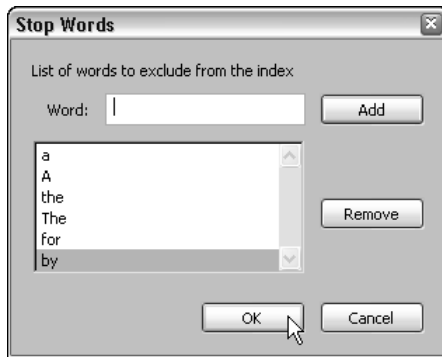 Stop Words
List of words to exclude from the index
Word:
Add
a
A
the
The
for
by
Remove
OK
Cancel